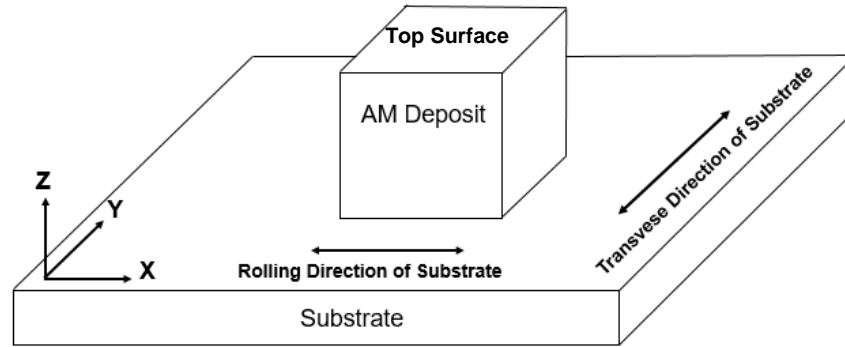 Top Surface
AM Deposit
Transvese Direction of Substrate
Z
Y
X
Rolling Direction of Substrate
Substrate